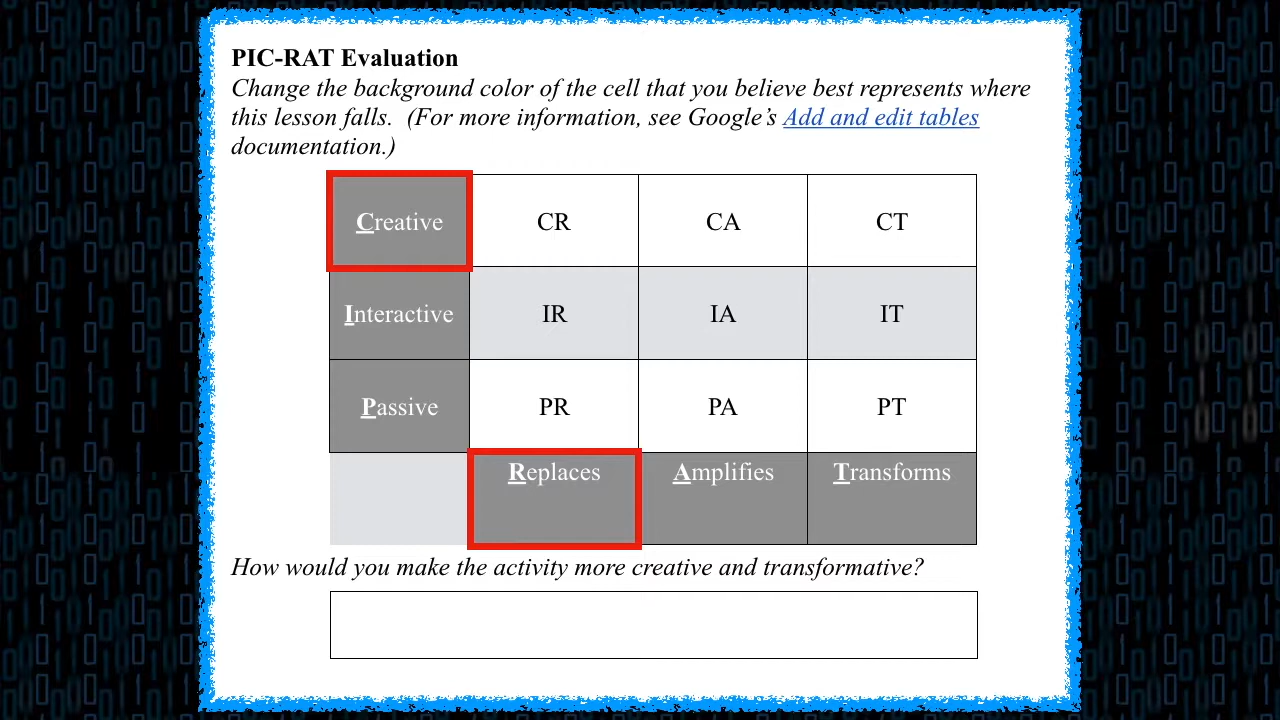 PIC-RAT Evaluation
Change the background color of the cell that you believe best represents where
this lesson falls.  (For more information, see Google’s Add and edit tables
documentation.)
Creative CR CA CT
Interactive IR IA IT
Passive PR PA PT
Replaces Amplifies Transforms
How would you make the activity more creative and transformative?